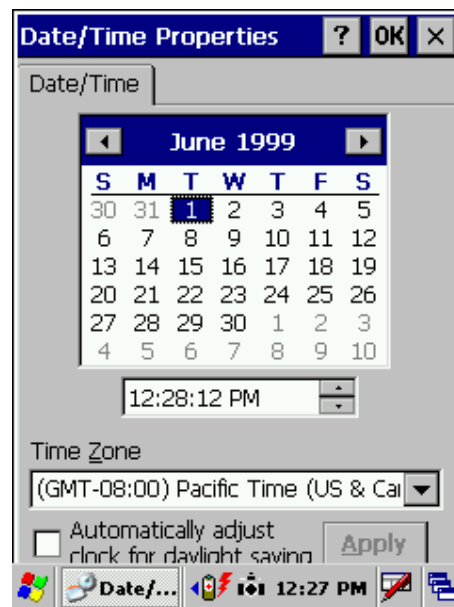 Date/Time Properties ? OK ×
Date/Time
June 1999
S M T W T F S
30 31 1 2 3 4 5
6 7 8 9 10 11 12
13 14 15 16 17 18 19
20 21 22 23 24 25 26
27 28 29 30 1 2 3
4 5 6 7 8 9 10
12:28:12 PM
Time Zone
(GMT-08:00) Pacific Time (US & Ca
Automatically adjust
clock for daylight saving
Apply
Date/... 12:27 PM